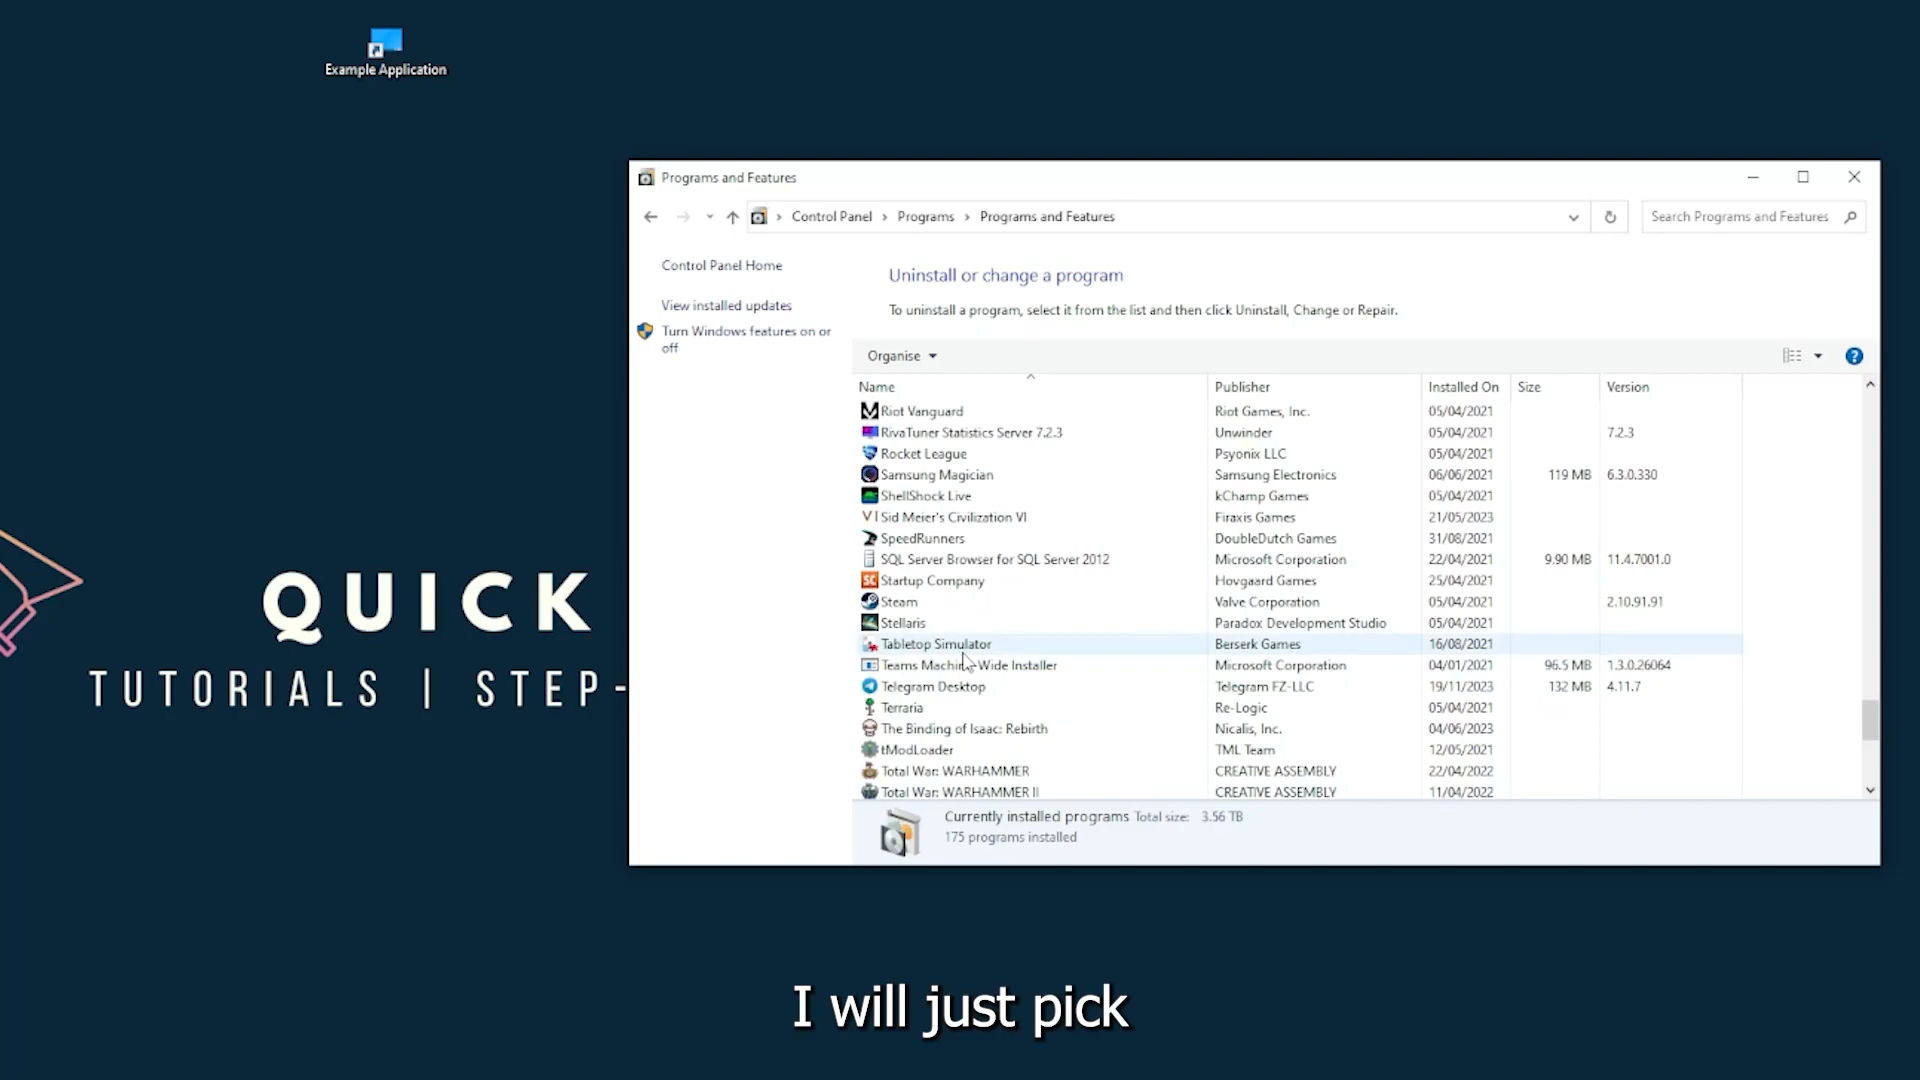 Example Application
Programs and Features
Control Panel > Programs > Programs and Features
Search Programs and Features
Control Panel Home
View installed updates
Turn Windows features on or
off
Uninstall or change a program
To uninstall a program, select it from the list and then click Uninstall, Change or Repair.
Organise
Name Publisher Installed On Size Version
Riot Vanguard Riot Games, Inc. 05/04/2021
RivaTuner Statistics Server 7.2.3 Unwinder 05/04/2021 7.2.3
Rocket League Psyonix LLC 05/04/2021
Samsung Magician Samsung Electronics 06/06/2021 119 MB 6.3.0.330
ShellShock Live kChamp Games 05/04/2021
VI Sid Meier's Civilization VI Firaxis Games 21/05/2023
SpeedRunners DoubleDutch Games 31/08/2021
SQL Server Browser for SQL Server 2012 Microsoft Corporation 22/04/2021 9.90 MB 11.4.7001.0
SC Startup Company Hovgaard Games 25/04/2021
Steam Valve Corporation 05/04/2021 2.10.91.91
Stellaris Paradox Development Studio 05/04/2021
Tabletop Simulator Berserk Games 16/08/2021
Teams Machine-Wide Installer Microsoft Corporation 04/01/2021 96.5 MB 1.3.0.26064
Telegram Desktop Telegram FZ-LLC 19/11/2023 132 MB 4.11.7
Terraria Re-Logic 05/04/2021
The Binding of Isaac: Rebirth Nicalis, Inc. 04/06/2023
tModLoader TML Team 12/05/2021
Total War: WARHAMMER CREATIVE ASSEMBLY 22/04/2022
Total War: WARHAMMER II CREATIVE ASSEMBLY 11/04/2022
Currently installed programs Total size: 3.56 TB
175 programs installed
QUICK
TUTORIALS | STEP-
I will just pick